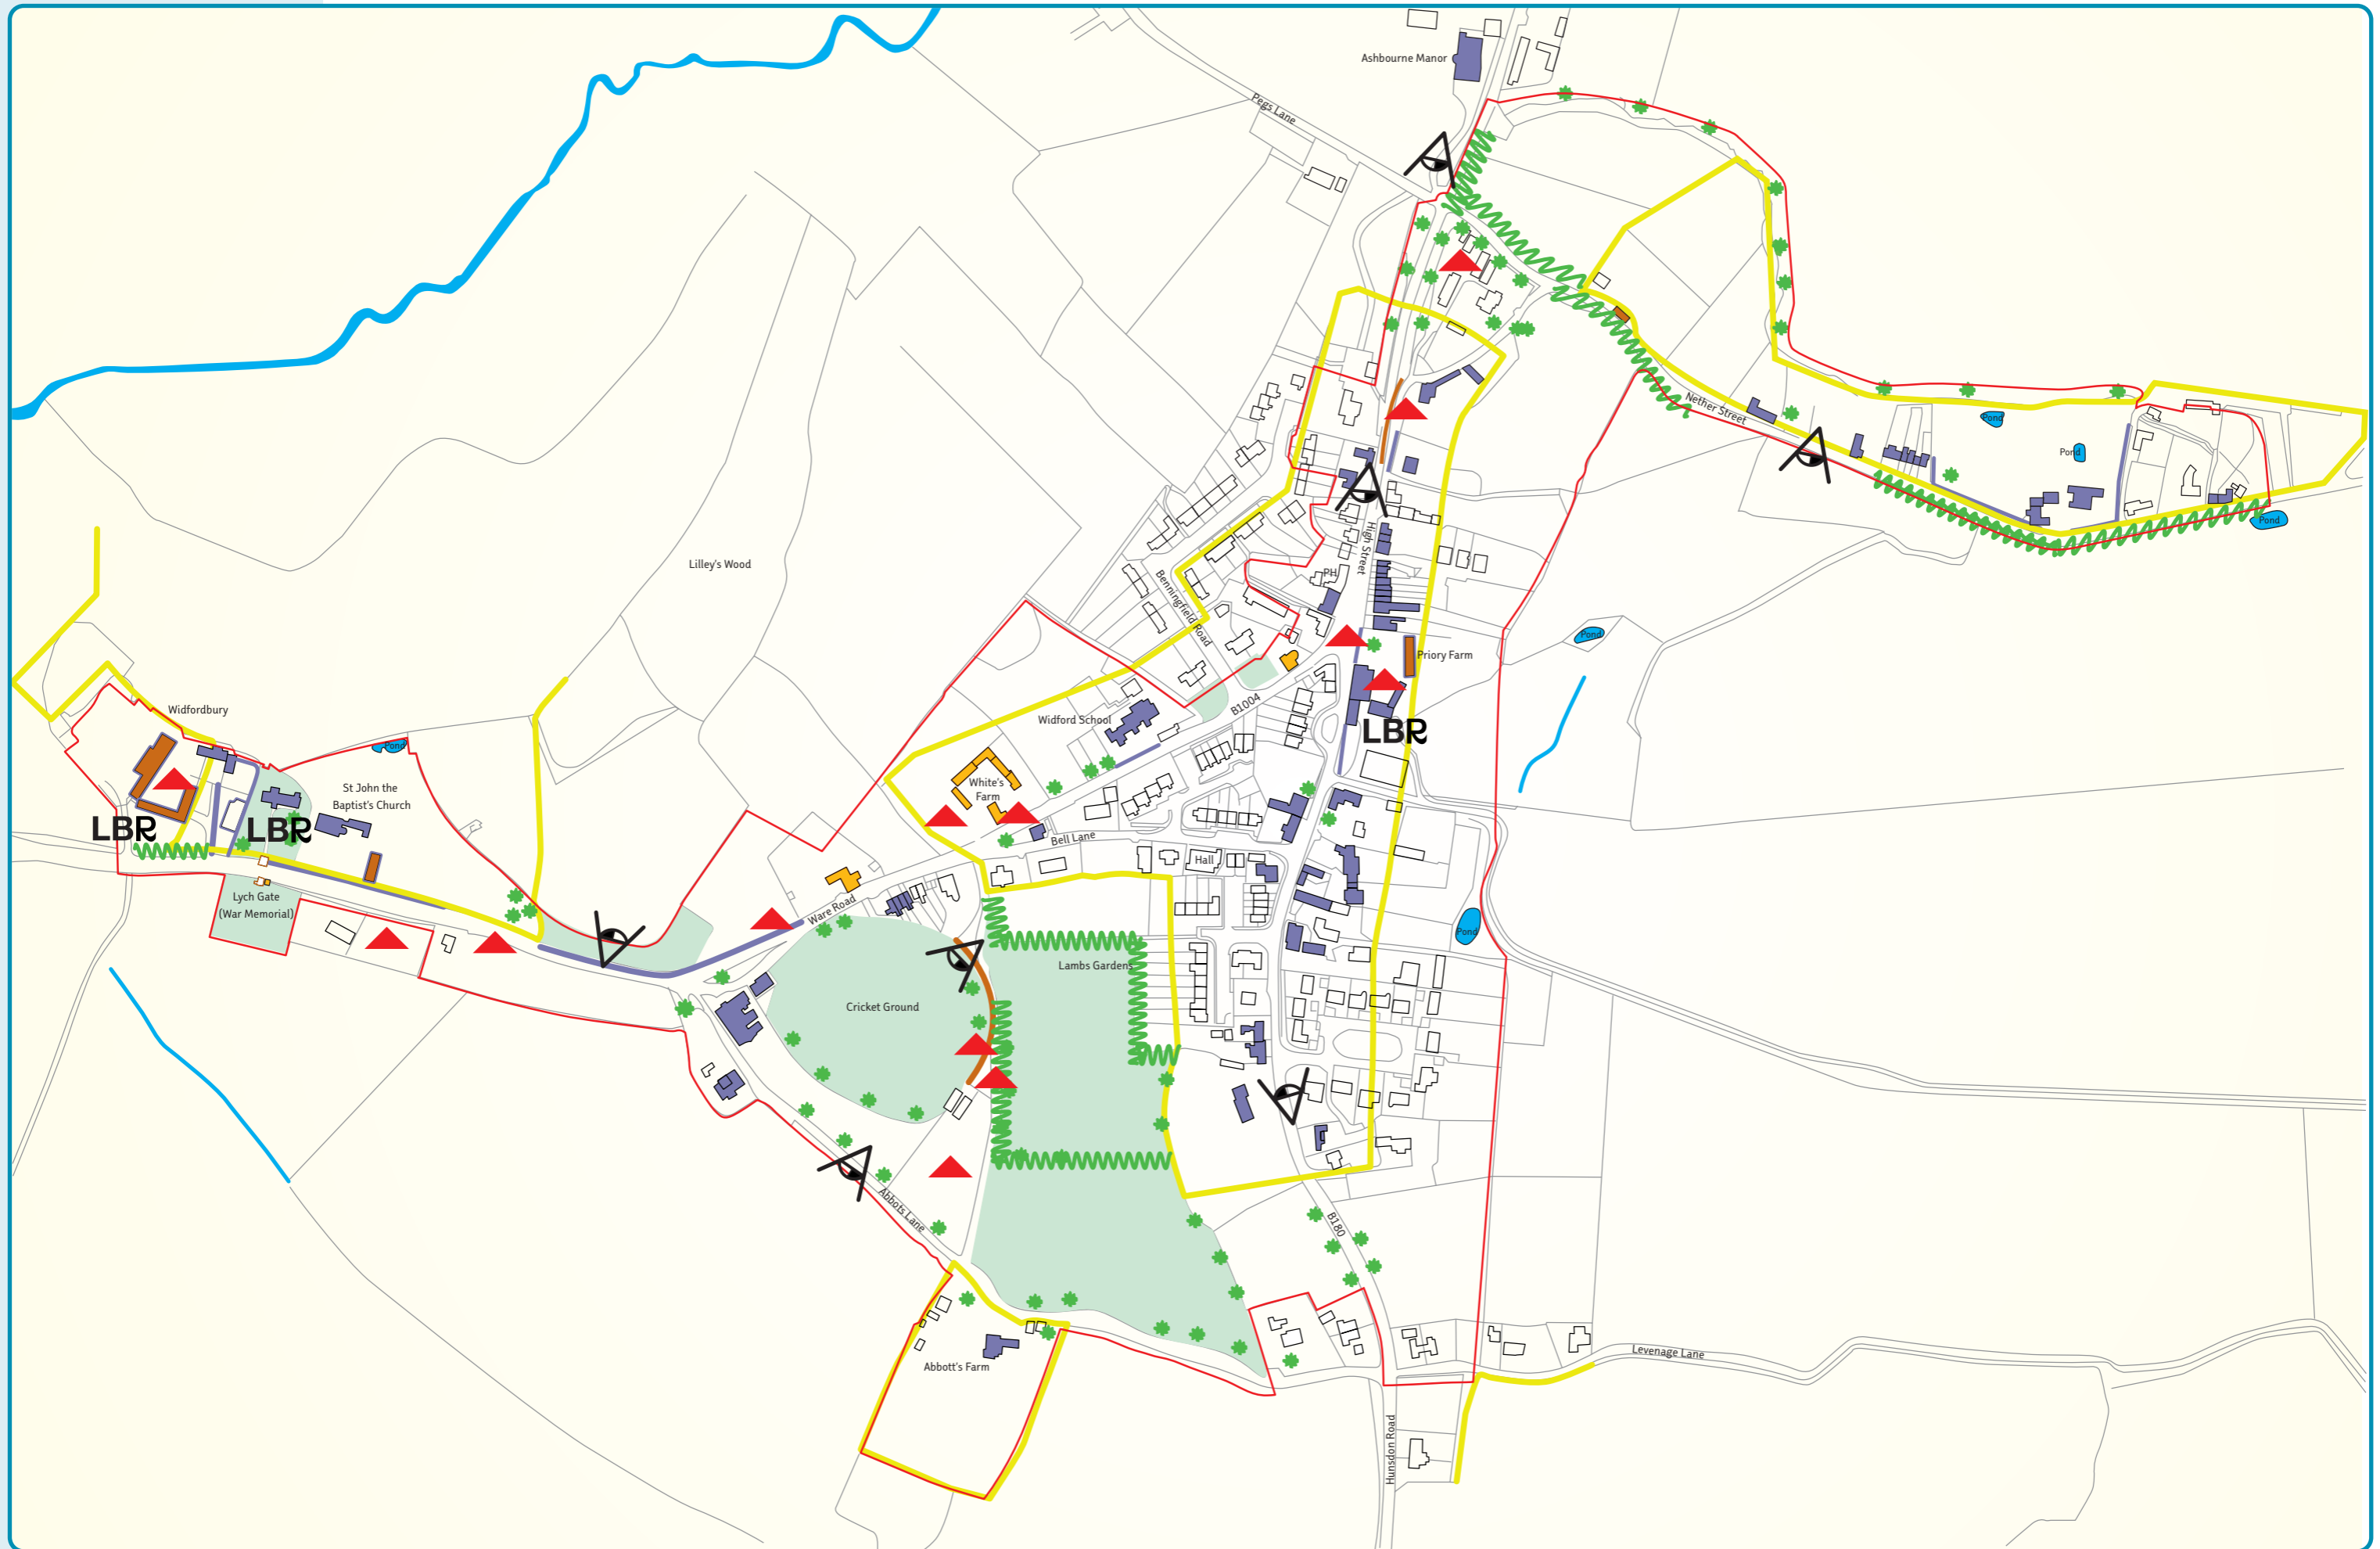 Ashbourne Manor
Pegs Lane
Nether Street
Pond
Pond
Pond
Lilley's Wood
High Street
PH
Benningfield Road
Pond
Priory Farm
B1004
Widford School
LBR
Widfordbury
Pond
St John the
Baptist's Church
White's
Farm
LBR
LBR
Bell Lane
Hall
Lych Gate
(War Memorial)
Ware Road
Pond
Lambs Gardens
Cricket Ground
Abbots Lane
B180
Abbott's Farm
Levenage Lane
Hunsdon Road